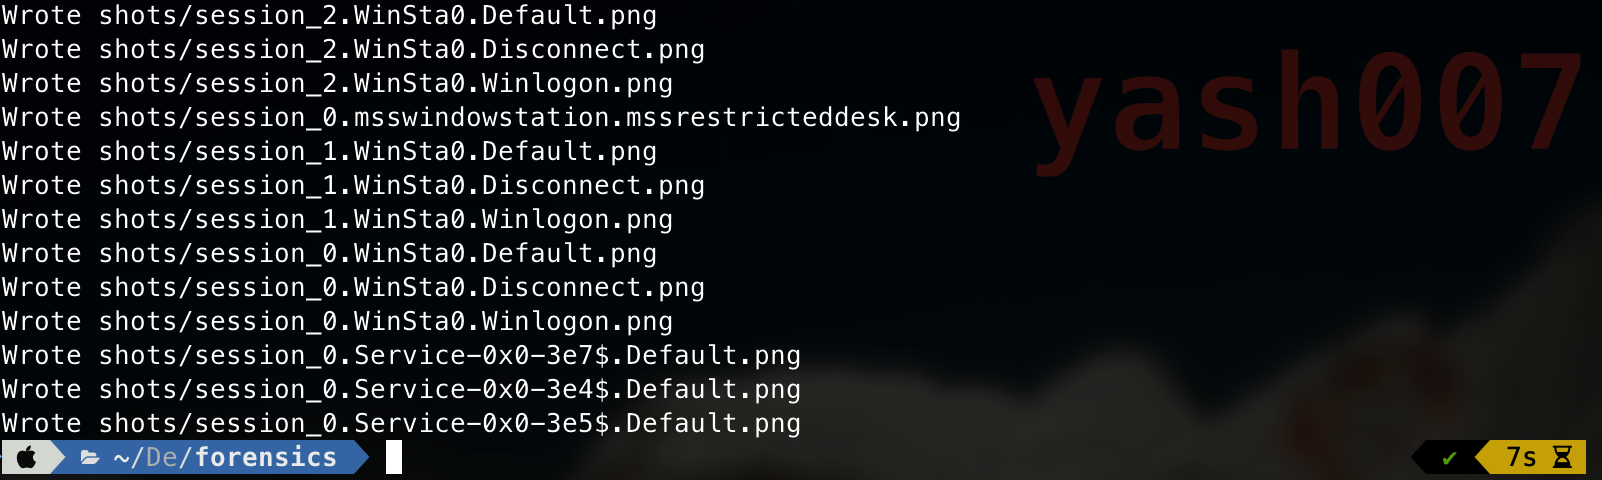 Wrote shots/session_2.WinSta0.Default.png
Wrote shots/session_2.WinSta0.Disconnect.png
Wrote shots/session_2.WinSta0.Winlogon.png
Wrote shots/session_0.msswindowstation.mssrestricteddesk.png
Wrote shots/session_1.WinSta0.Default.png
Wrote shots/session_1.WinSta0.Disconnect.png
Wrote shots/session_1.WinSta0.Winlogon.png
Wrote shots/session_0.WinSta0.Default.png
Wrote shots/session_0.WinSta0.Disconnect.png
Wrote shots/session_0.WinSta0.Winlogon.png
Wrote shots/session_0.Service-0x0-3e7$.Default.png
Wrote shots/session_0.Service-0x0-3e4$.Default.png
Wrote shots/session_0.Service-0x0-3e5$.Default.png
~/De/forensics ✔ 7s
yash007